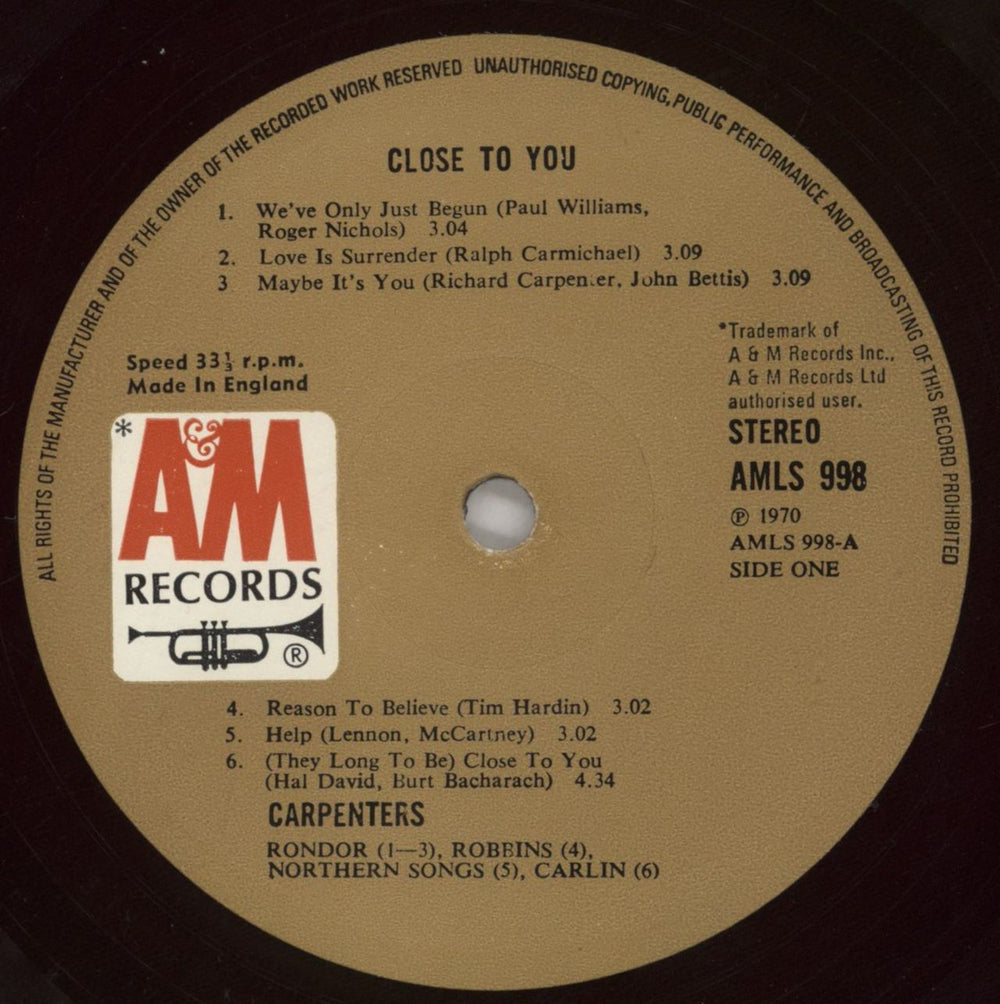 ALL RIGHTS OF THE MANUFACTURER AND OF THE OWNER OF THE RECORDED WORK RESERVED UNAUTHORISED COPYING, PUBLIC PERFORMANCE AND BROADCASTING OF THIS RECORD PROHIBITED
CLOSE TO YOU
1. We've Only Just Begun (Paul Williams,
Roger Nichols) 3.04
2. Love Is Surrender (Ralph Carmichael) 3.09
3 Maybe It's You (Richard Carpenter, John Bettis) 3.09
Speed 33⅓ r.p.m.
Made In England
*Trademark of
A & M Records Inc.,
A & M Records Ltd
authorised user.
STEREO
AMLS 998
℗ 1970
AMLS 998-A
SIDE ONE
*A&M
RECORDS
®
4. Reason To Believe (Tim Hardin) 3.02
5. Help (Lennon, McCartney) 3.02
6. (They Long To Be) Close To You
(Hal David, Burt Bacharach) 4.34
CARPENTERS
RONDOR (1—3), ROBBINS (4),
NORTHERN SONGS (5), CARLIN (6)